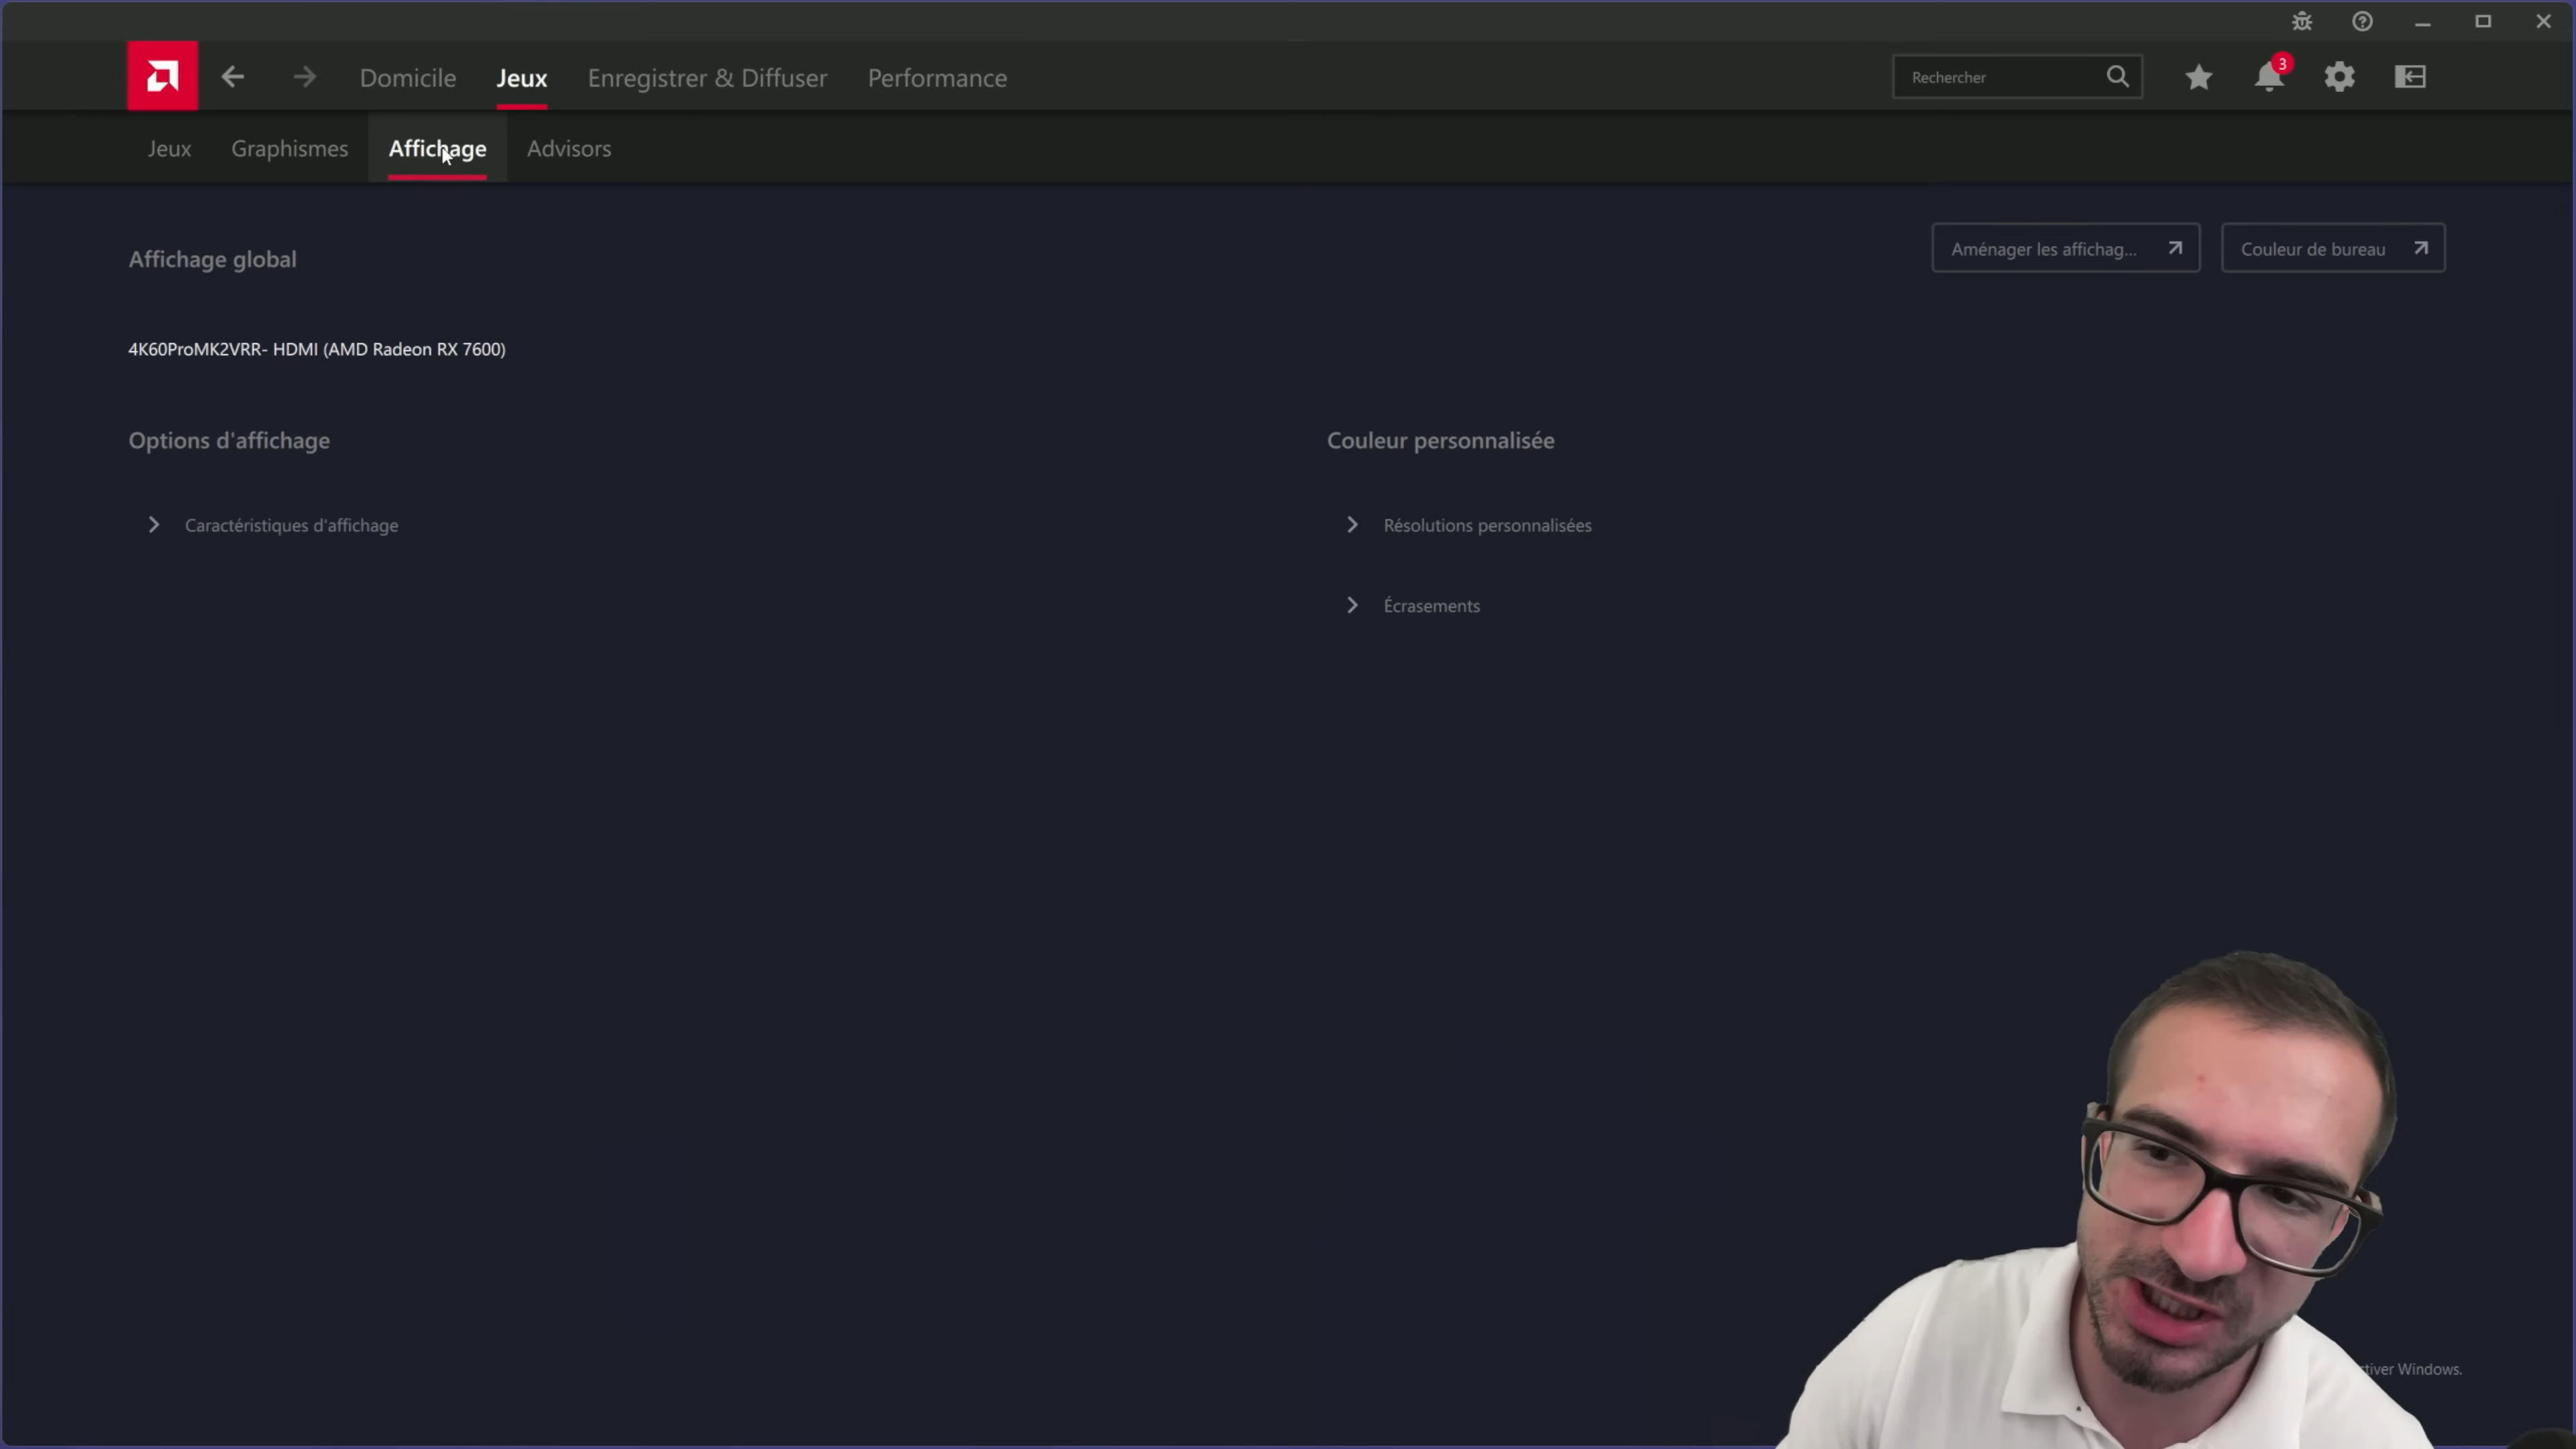 Domicile
Jeux
Enregistrer & Diffuser
Performance
Rechercher
3
Jeux
Graphismes
Affichage
Advisors
Affichage global
Aménager les affichag...
Couleur de bureau
4K60ProMK2VRR- HDMI (AMD Radeon RX 7600)
Options d'affichage
Couleur personnalisée
Caractéristiques d'affichage
Résolutions personnalisées
Écrasements
Windows.